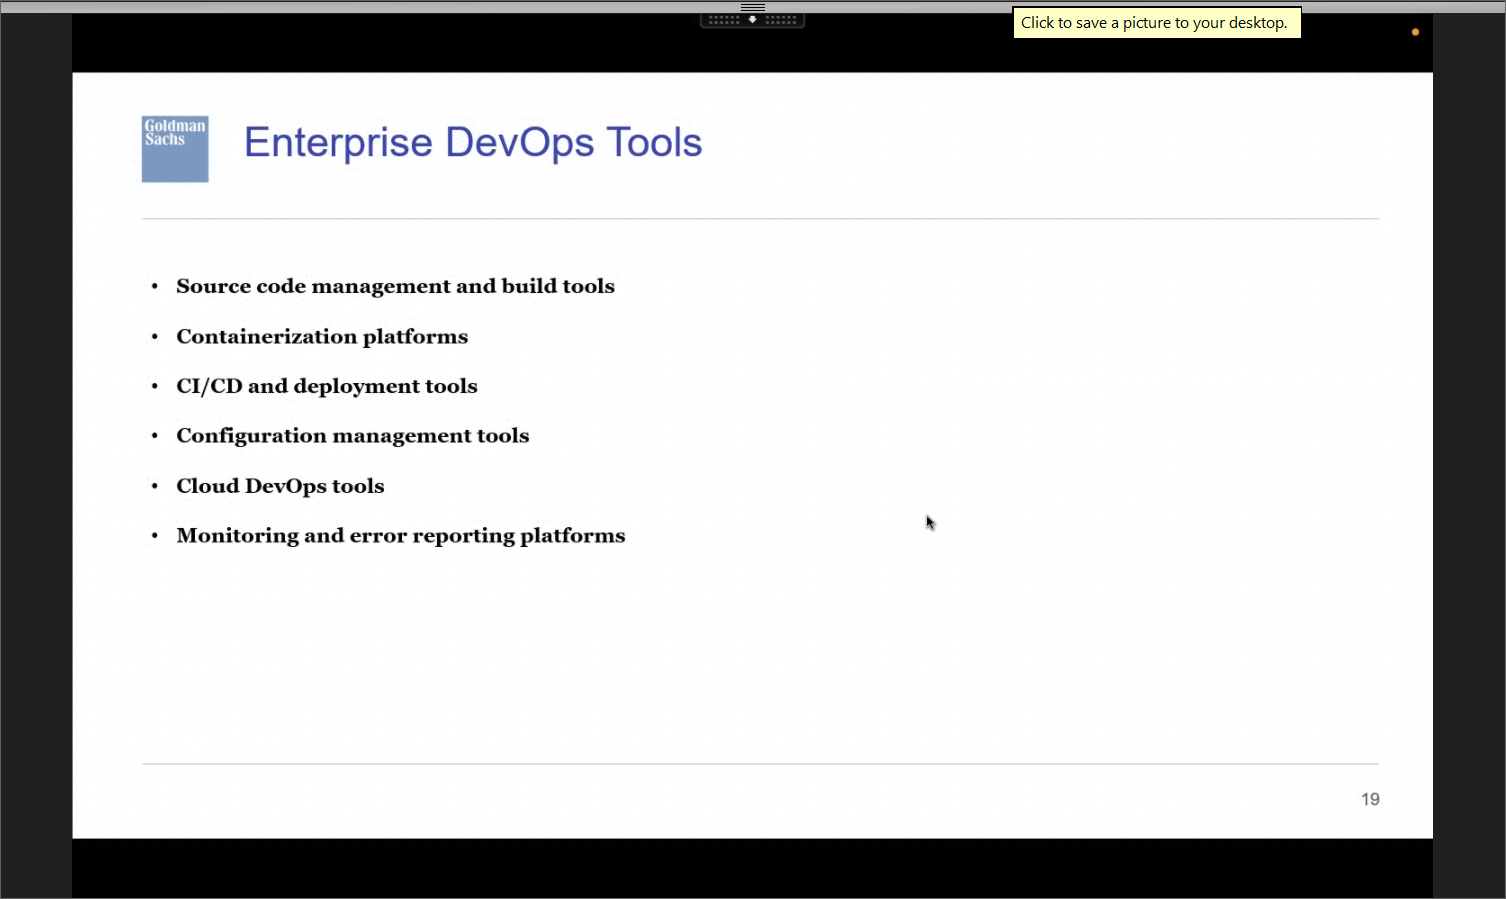 Click to save a picture to your desktop.
Goldman
Sachs
Enterprise DevOps Tools
• Source code management and build tools
• Containerization platforms
• CI/CD and deployment tools
• Configuration management tools
• Cloud DevOps tools
• Monitoring and error reporting platforms
19